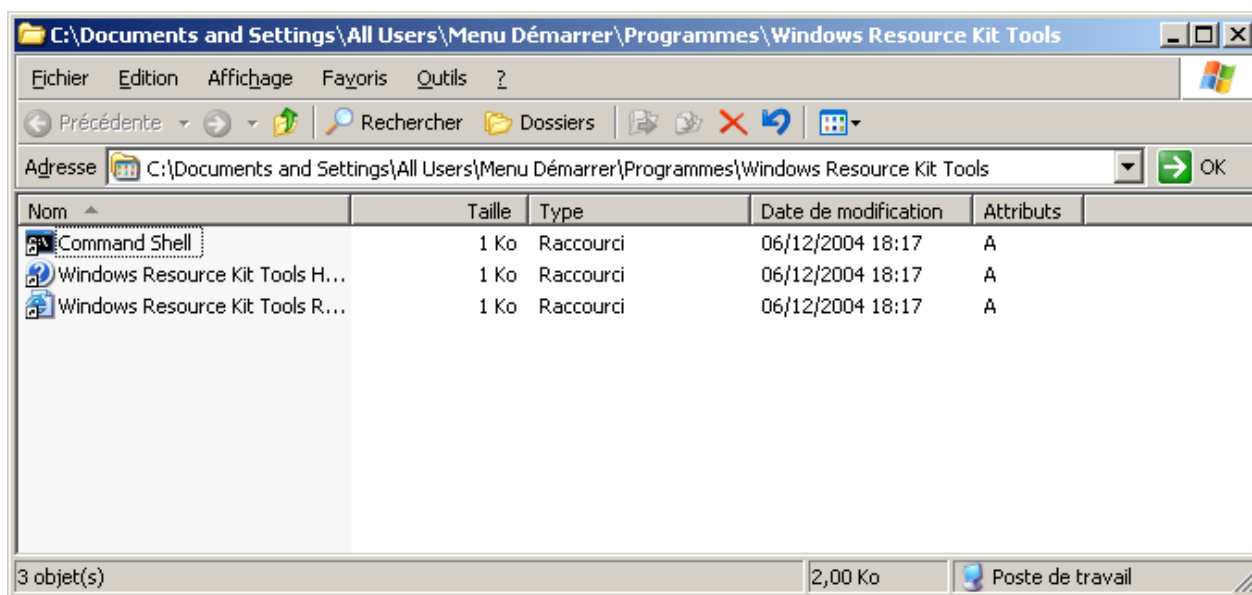 C:\Documents and Settings\All Users\Menu Démarrer\Programmes\Windows Resource Kit Tools
Fichier Edition Affichage Favoris Outils ?
Précédente Rechercher Dossiers
Adresse C:\Documents and Settings\All Users\Menu Démarrer\Programmes\Windows Resource Kit Tools OK
Nom Taille Type Date de modification Attributs
Command Shell 1 Ko Raccourci 06/12/2004 18:17 A
Windows Resource Kit Tools H... 1 Ko Raccourci 06/12/2004 18:17 A
Windows Resource Kit Tools R... 1 Ko Raccourci 06/12/2004 18:17 A
3 objet(s) 2,00 Ko Poste de travail